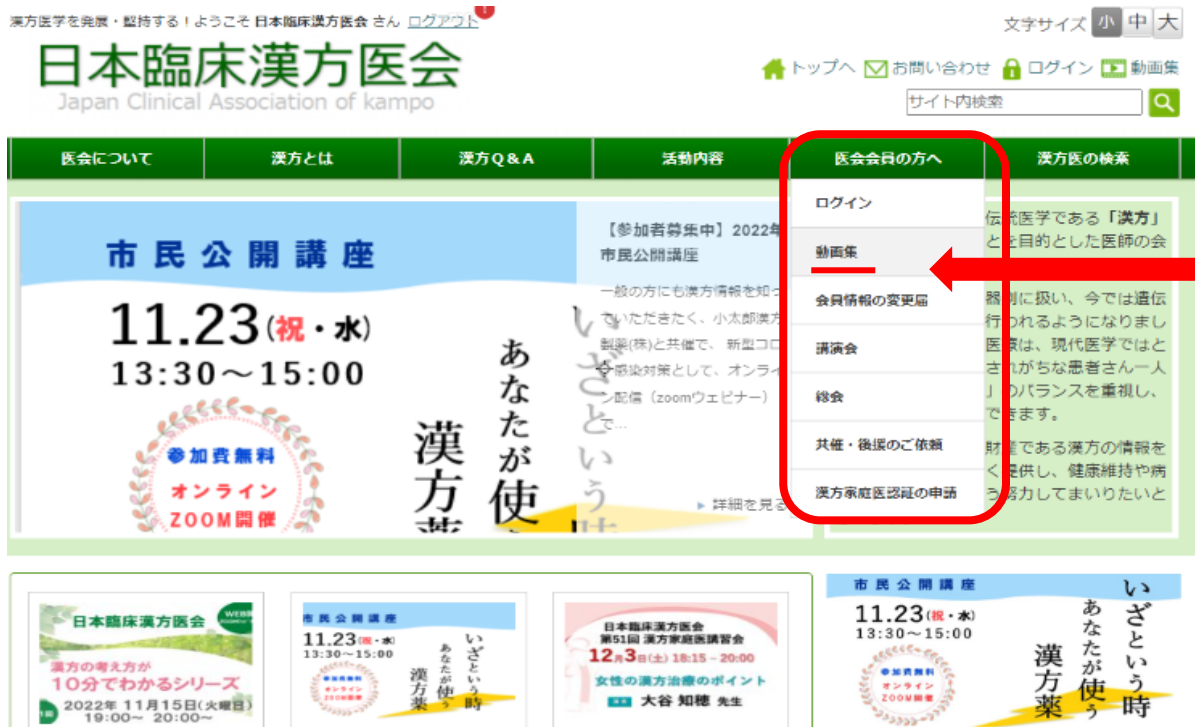 漢方医学を発展・堅持する！ようこそ 日本臨床漢方医会 さん ログアウト
文字サイズ 小 中 大
日本臨床漢方医会
Japan Clinical Association of kampo
トップへ お問い合わせ ログイン 動画集
サイト内検索
医会について 漢方とは 漢方Q&A 活動内容 医会会員の方へ 漢方医の検索
ログイン
動画集
会員情報の変更届
講演会
総会
共催・後援のご依頼
漢方家庭医認証の申請
市民公開講座
11.23(祝・水)
13:30～15:00
参加費無料
オンライン
ZOOM開催
いざという時
あなたが使
漢方薬
【参加者募集中】2022年
市民公開講座
一般の方にも漢方情報を知っ
ていただきたく、小太郎漢方
製薬(株)と共催で、新型コロ
感染対策として、オンライ
ン配信（zoomウェビナー）
で...
詳細を見る
伝統医学である「漢方」
とを目的とした医師の会
器別に扱い、今では遺伝
行われるようになりまし
医療は、現代医学ではと
されがちな患者さん一人
」のバランスを重視し、
できます。
財産である漢方の情報を
く提供し、健康維持や病
う努力してまいりたいと
日本臨床漢方医会
漢方の考え方が
10分でわかるシリーズ
2022年 11月15日(火曜日)
19:00～ 20:00～
市民公開講座
11.23(祝・水)
13:30～15:00
参加費無料
オンライン
ZOOM開催
いざという時
あなたが使う
漢方薬
日本臨床漢方医会
第51回 漢方家庭医講習会
12月3日(土) 18:15～20:00
女性の漢方治療のポイント
大谷 知穂 先生
市民公開講座
11.23(祝・水)
13:30～15:00
参加費無料
オンライン
ZOOM開催
いざという時
あなたが使う
漢方薬